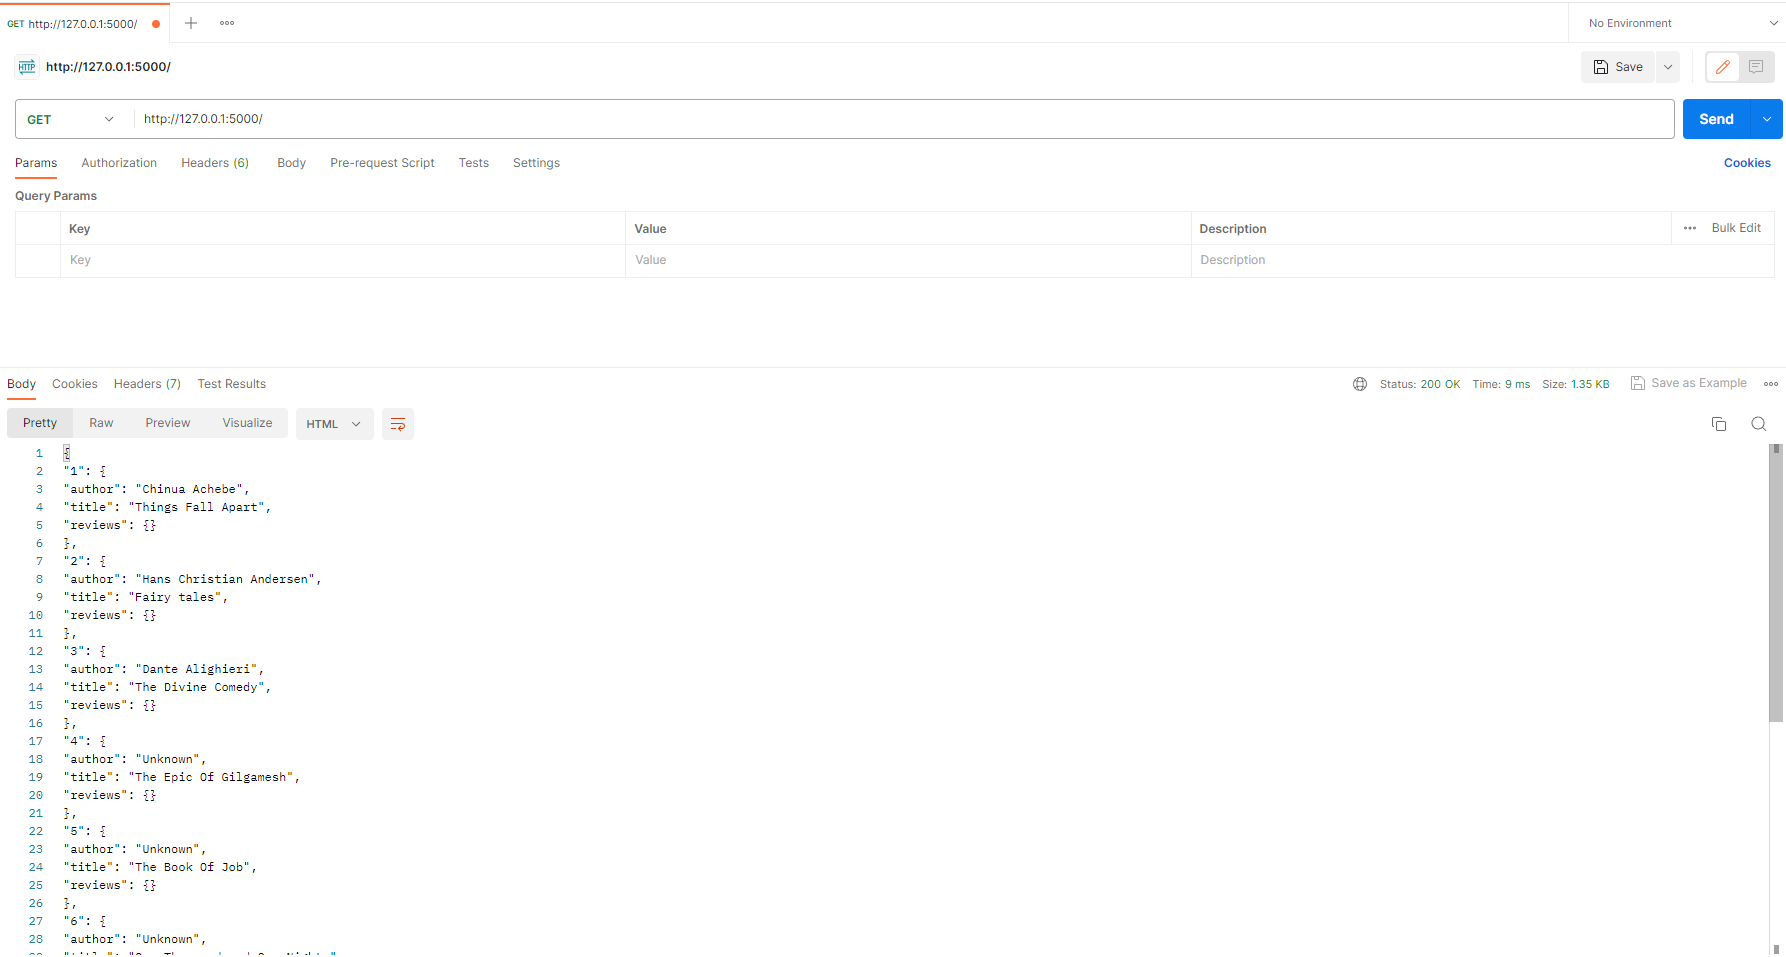 GET http://127.0.0.1:5000/
No Environment
HTTP http://127.0.0.1:5000/
Save
GET http://127.0.0.1:5000/
Send
Params Authorization Headers (6) Body Pre-request Script Tests Settings Cookies
Query Params
Key Value Description Bulk Edit
Key Value Description
Body Cookies Headers (7) Test Results Status: 200 OK Time: 9 ms Size: 1.35 KB Save as Example
Pretty Raw Preview Visualize HTML
1 {
2 "1": {
3 "author": "Chinua Achebe",
4 "title": "Things Fall Apart",
5 "reviews": {}
6 },
7 "2": {
8 "author": "Hans Christian Andersen",
9 "title": "Fairy tales",
10 "reviews": {}
11 },
12 "3": {
13 "author": "Dante Alighieri",
14 "title": "The Divine Comedy",
15 "reviews": {}
16 },
17 "4": {
18 "author": "Unknown",
19 "title": "The Epic Of Gilgamesh",
20 "reviews": {}
21 },
22 "5": {
23 "author": "Unknown",
24 "title": "The Book Of Job",
25 "reviews": {}
26 },
27 "6": {
28 "author": "Unknown",